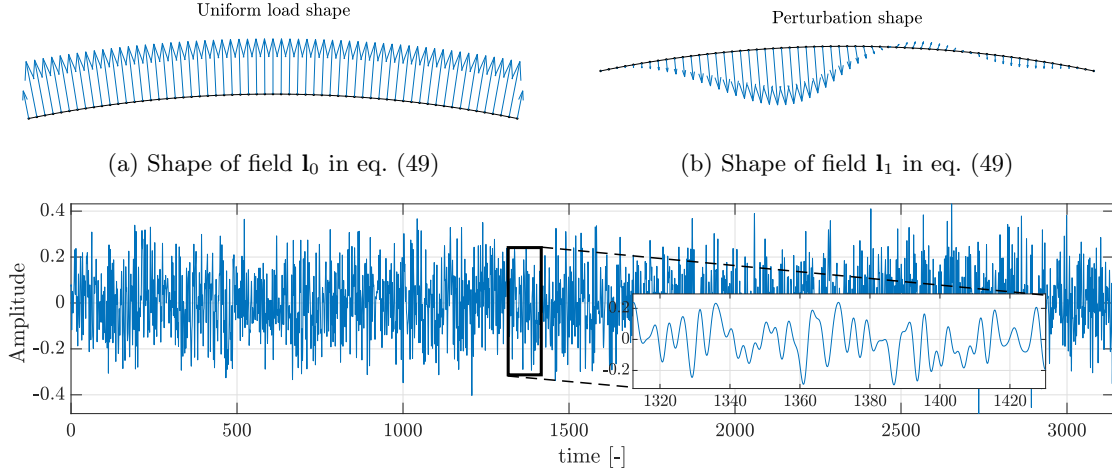 Uniform load shape
Perturbation shape
(a) Shape of field l₀ in eq. (49)
(b) Shape of field l₁ in eq. (49)
0.4
0.2
0
-0.2
-0.4
Amplitude
0.2
0
-0.2
1320 1340 1360 1380 1400 1420
0 500 1000 1500 2000 2500 3000
time [-]